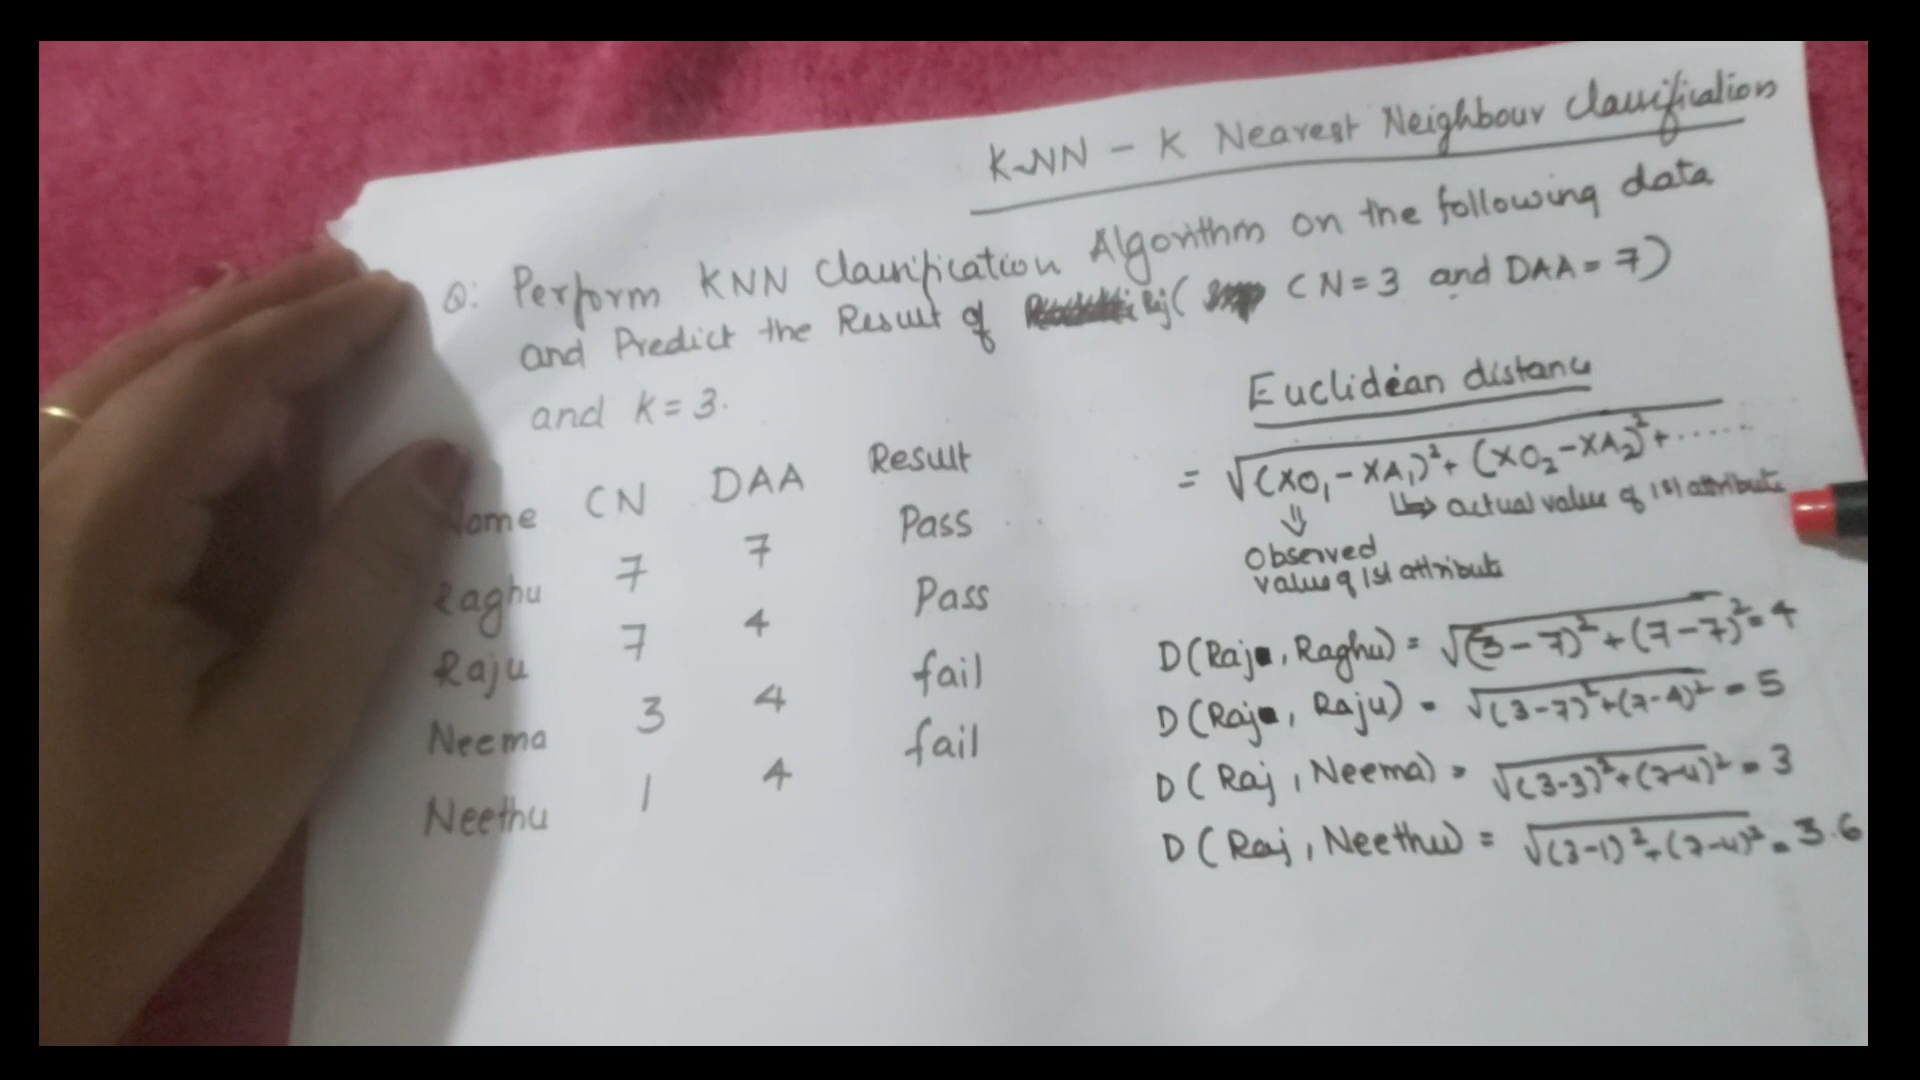 KNN - K Nearest Neighbour Classification
Q: Perform KNN Classification Algorithm on the following data
and Predict the Result of Raj ( CN = 3 and DAA = 7)
and k = 3.
Name CN DAA Result
Raghu 7 7 Pass
Raju 7 4 Pass
Neema 3 4 fail
Neethu 1 4 fail
Euclidean distance
= √(XO₁ - XA₁)² + (XO₂ - XA₂)² + ......
↳ actual value of 1st attribute
⇓
Observed
value of 1st attribute
D(Raj, Raghu) = √(3-7)² + (7-7)² = 4
D(Raj, Raju) = √(3-7)² + (7-4)² = 5
D(Raj, Neema) = √(3-3)² + (7-4)² = 3
D(Raj, Neethu) = √(3-1)² + (7-4)² = 3.6